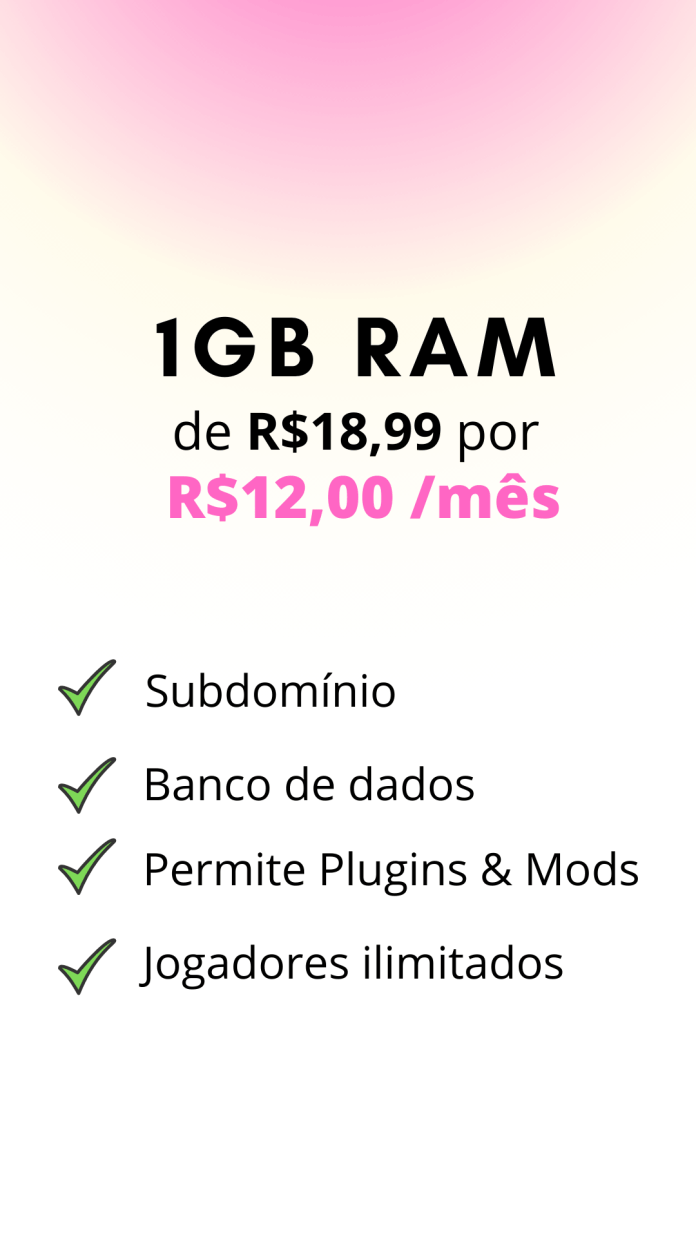 1GB RAM
de R$18,99 por
R$12,00 /mês
Subdomínio
Banco de dados
Permite Plugins & Mods
Jogadores ilimitados